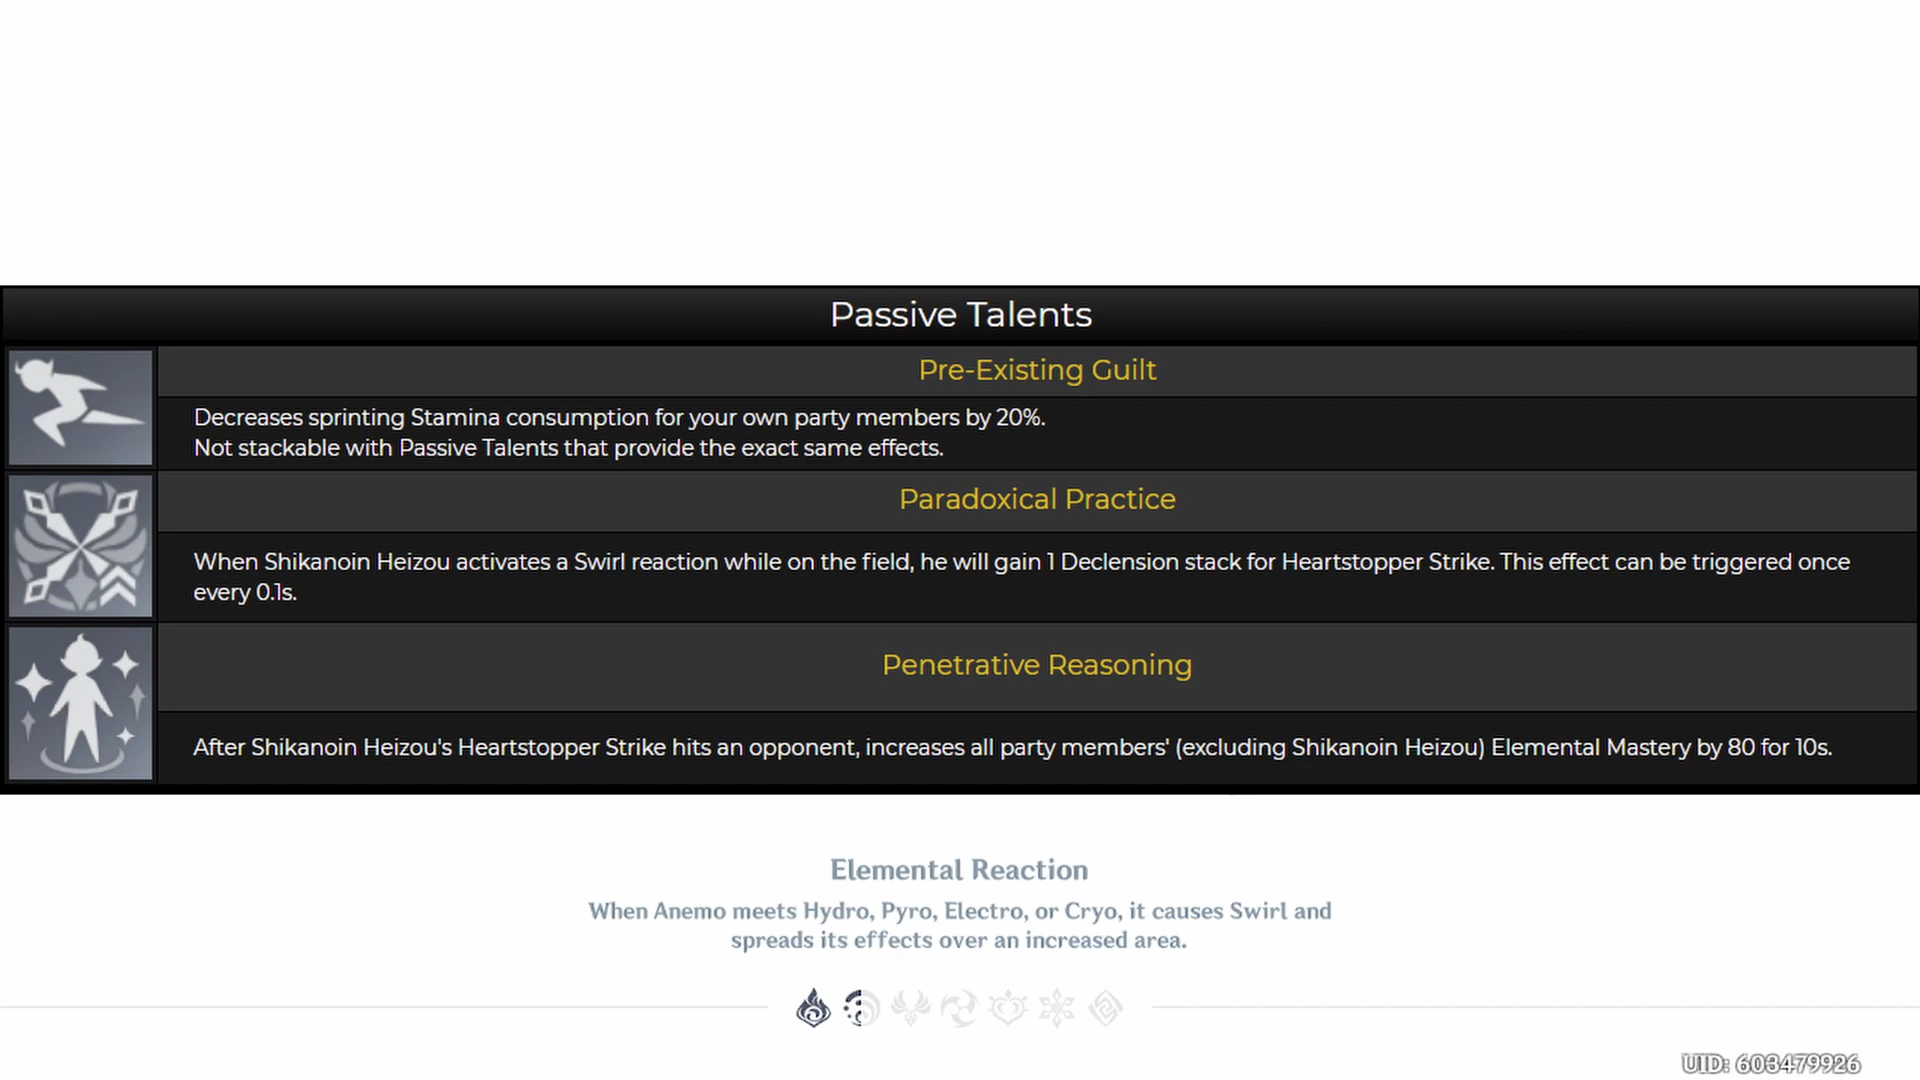 Passive Talents
Pre-Existing Guilt
Decreases sprinting Stamina consumption for your own party members by 20%.
Not stackable with Passive Talents that provide the exact same effects.
Paradoxical Practice
When Shikanoin Heizou activates a Swirl reaction while on the field, he will gain 1 Declension stack for Heartstopper Strike. This effect can be triggered once
every 0.1s.
Penetrative Reasoning
After Shikanoin Heizou's Heartstopper Strike hits an opponent, increases all party members' (excluding Shikanoin Heizou) Elemental Mastery by 80 for 10s.
Elemental Reaction
When Anemo meets Hydro, Pyro, Electro, or Cryo, it causes Swirl and
spreads its effects over an increased area.
UID: 603479926